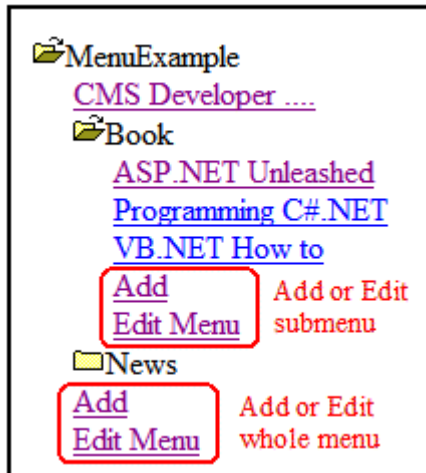 MenuExample
CMS Developer ....
Book
ASP.NET Unleashed
Programming C#.NET
VB.NET How to
Add
Edit Menu
Add or Edit
submenu
News
Add
Edit Menu
Add or Edit
whole menu